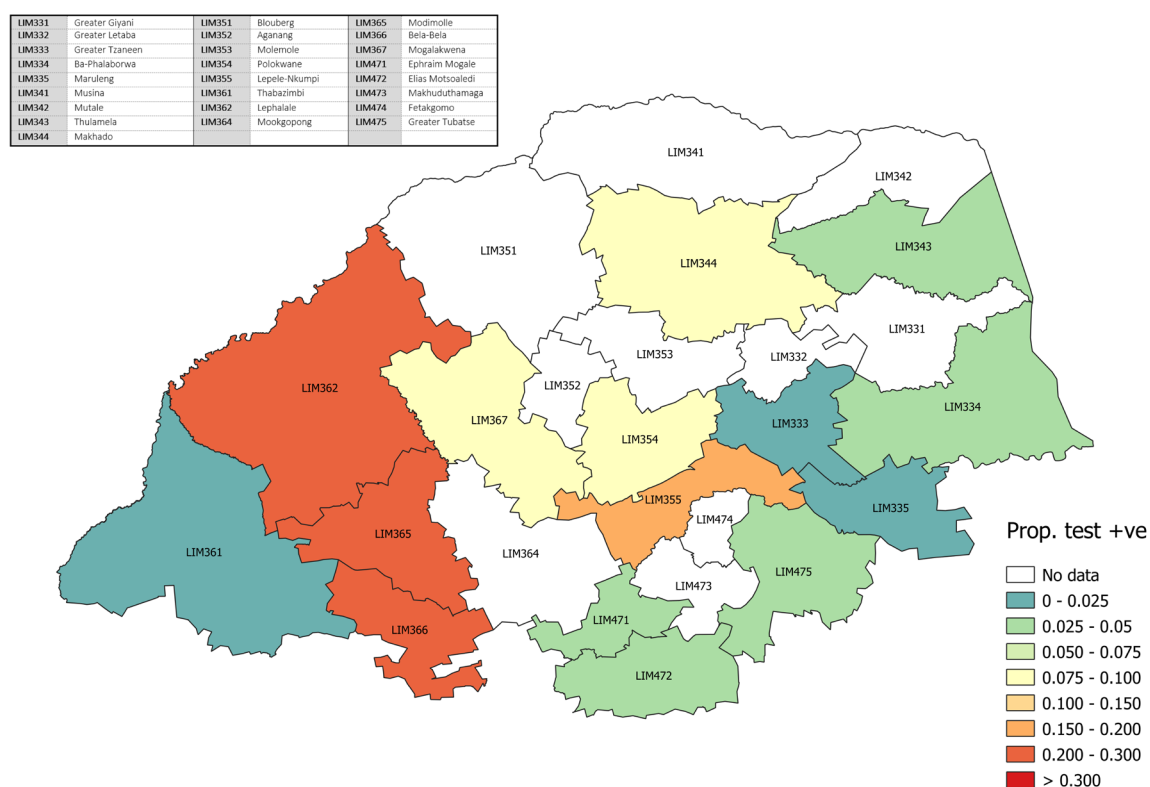 LIM331 Greater Giyani LIM351 Blouberg LIM365 Modimolle
LIM332 Greater Letaba LIM352 Aganang LIM366 Bela-Bela
LIM333 Greater Tzaneen LIM353 Molemole LIM367 Mogalakwena
LIM334 Ba-Phalaborwa LIM354 Polokwane LIM471 Ephraim Mogale
LIM335 Maruleng LIM355 Lepele-Nkumpi LIM472 Elias Motsoaledi
LIM341 Musina LIM361 Thabazimbi LIM473 Makhuduthamaga
LIM342 Mutale LIM362 Lephalale LIM474 Fetakgomo
LIM343 Thulamela LIM364 Mookgopong LIM475 Greater Tubatse
LIM344 Makhado
LIM341
LIM342
LIM343
LIM351
LIM344
LIM331
LIM353
LIM332
LIM352
LIM362
LIM334
LIM367
LIM333
LIM354
LIM355
LIM335
LIM474
LIM365
LIM361
LIM364
LIM475
LIM473
LIM471
LIM366
LIM472
Prop. test +ve
No data
0 - 0.025
0.025 - 0.05
0.050 - 0.075
0.075 - 0.100
0.100 - 0.150
0.150 - 0.200
0.200 - 0.300
> 0.300